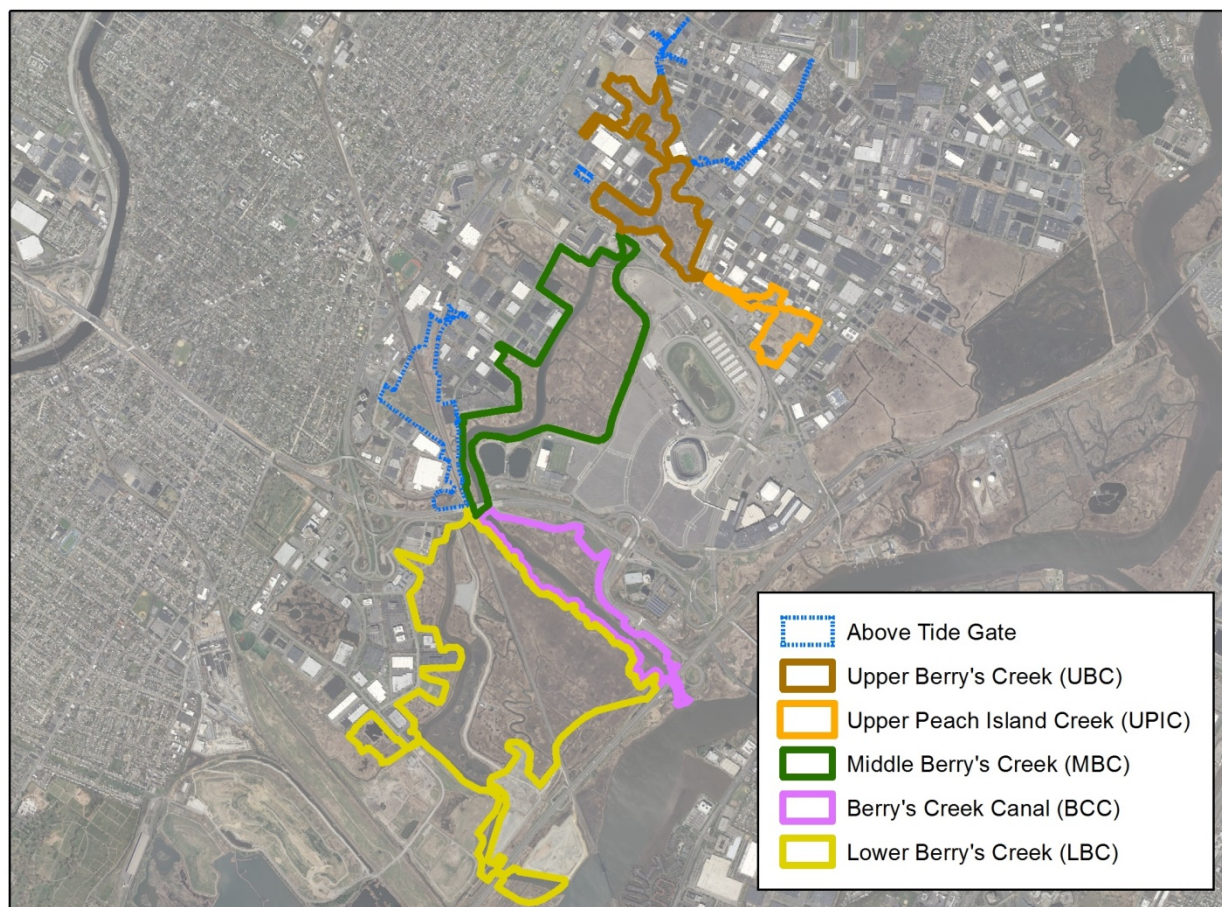 Above Tide Gate
Upper Berry's Creek (UBC)
Upper Peach Island Creek (UPIC)
Middle Berry's Creek (MBC)
Berry's Creek Canal (BCC)
Lower Berry's Creek (LBC)